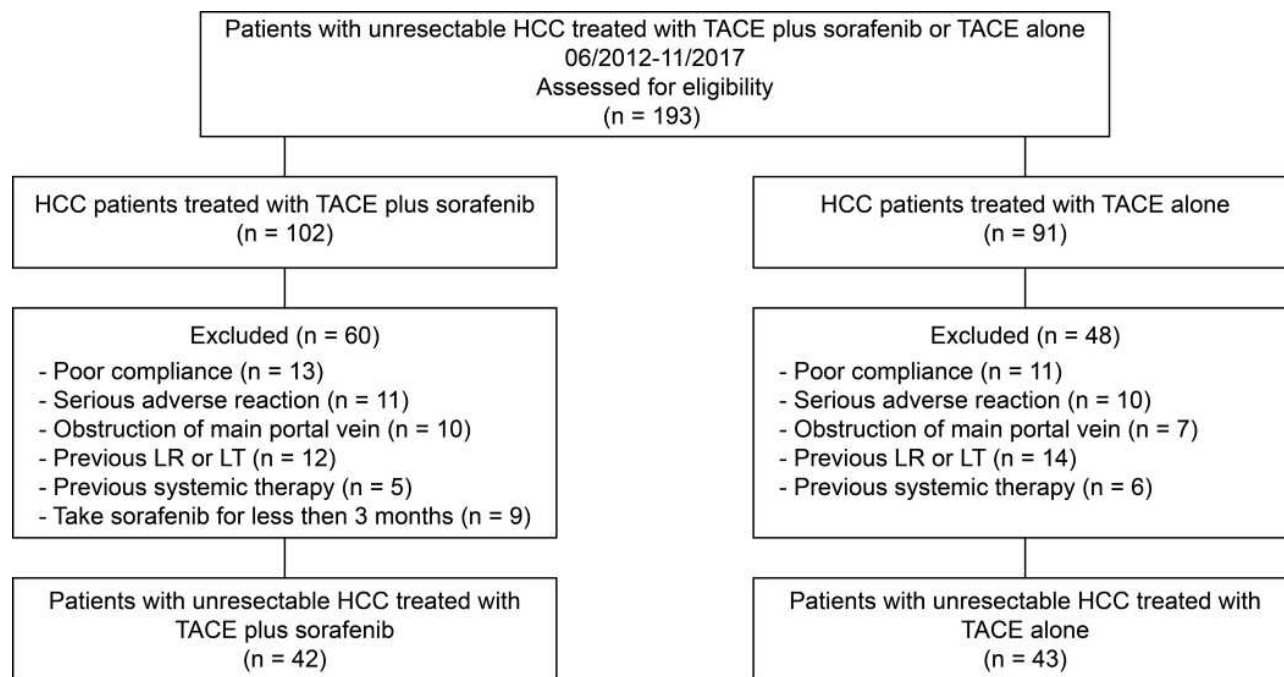 Patients with unresectable HCC treated with TACE plus sorafenib or TACE alone
06/2012-11/2017
Assessed for eligibility
(n = 193)
HCC patients treated with TACE plus sorafenib
(n = 102)
HCC patients treated with TACE alone
(n = 91)
Excluded (n = 60)
- Poor compliance (n = 13)
- Serious adverse reaction (n = 11)
- Obstruction of main portal vein (n = 10)
- Previous LR or LT (n = 12)
- Previous systemic therapy (n = 5)
- Take sorafenib for less then 3 months (n = 9)
Excluded (n = 48)
- Poor compliance (n = 11)
- Serious adverse reaction (n = 10)
- Obstruction of main portal vein (n = 7)
- Previous LR or LT (n = 14)
- Previous systemic therapy (n = 6)
Patients with unresectable HCC treated with
TACE plus sorafenib
(n = 42)
Patients with unresectable HCC treated with
TACE alone
(n = 43)